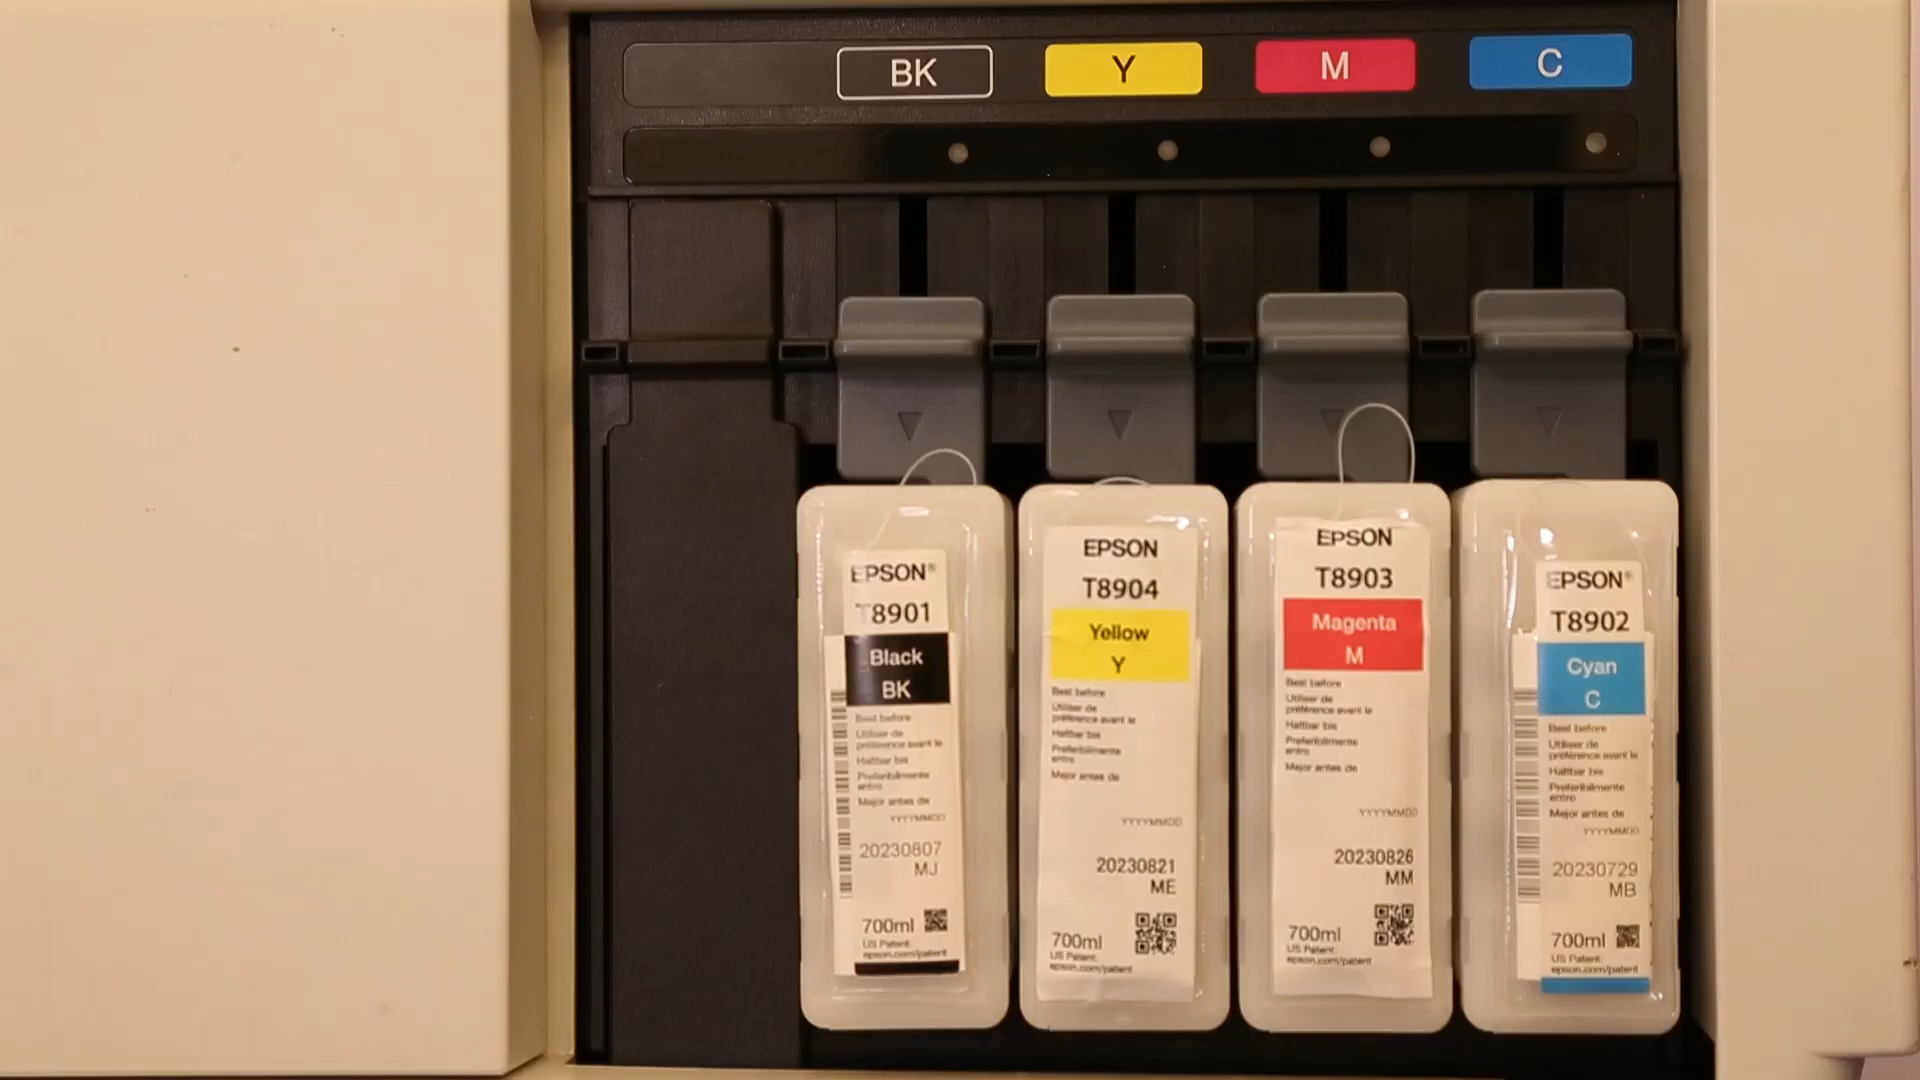 BK
Y
M
C
EPSON®
T8901
Black
BK
Best before
Utiliser de
préférence avant le
Haltbar bis
Preferibilmente
entro
Mejor antes de
YYYYMMDD
20230807
MJ
700ml
US Patent:
epson.com/patent
EPSON
T8904
Yellow
Y
Best before
Utiliser de
préférence avant le
Haltbar bis
Preferibilmente
entro
Mejor antes de
YYYYMMDD
20230821
ME
700ml
US Patent:
epson.com/patent
EPSON
T8903
Magenta
M
Best before
Utiliser de
préférence avant le
Haltbar bis
Preferibilmente
entro
Mejor antes de
YYYYMMDD
20230826
MM
700ml
US Patent:
epson.com/patent
EPSON®
T8902
Cyan
C
Best before
Utiliser de
préférence avant le
Haltbar bis
Preferibilmente
entro
Mejor antes de
YYYYMMDD
20230729
MB
700ml
US Patent:
epson.com/patent